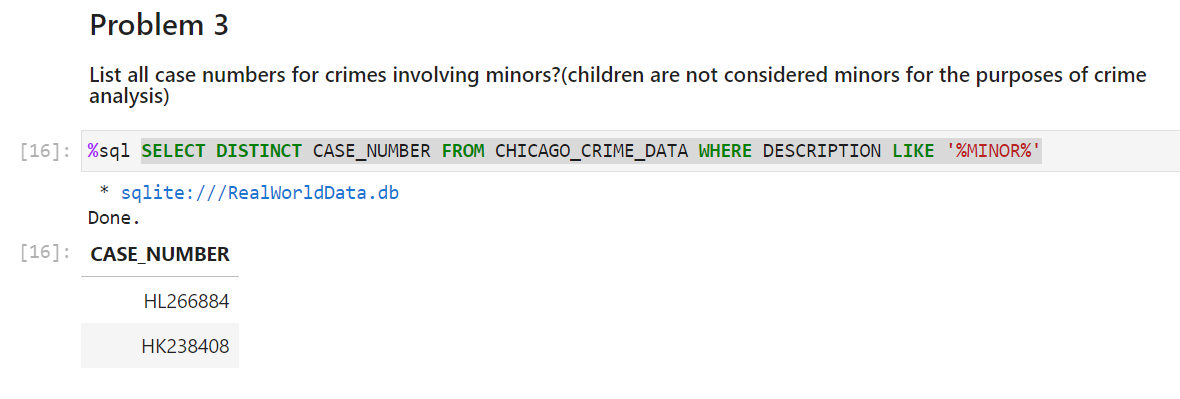 Problem 3
List all case numbers for crimes involving minors?(children are not considered minors for the purposes of crime
analysis)
[16]: %sql SELECT DISTINCT CASE_NUMBER FROM CHICAGO_CRIME_DATA WHERE DESCRIPTION LIKE '%MINOR%'
* sqlite:///RealWorldData.db
Done.
[16]: CASE_NUMBER
HL266884
HK238408